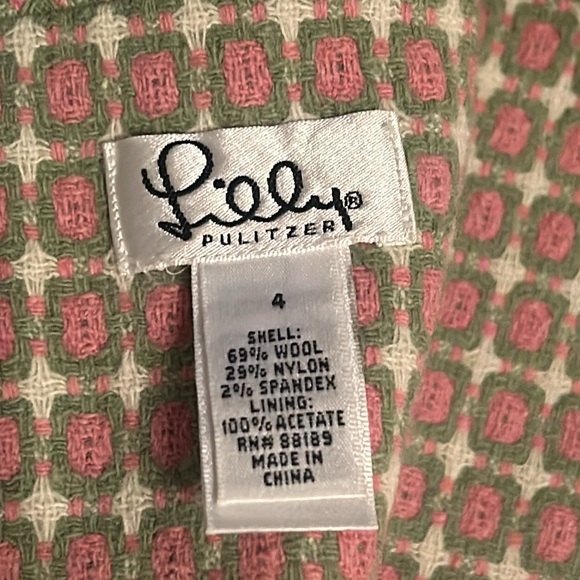 Lilly®
PULITZER
4
SHELL:
69% WOOL
29% NYLON
2% SPANDEX
LINING:
100% ACETATE
RN# 88189
MADE IN
CHINA